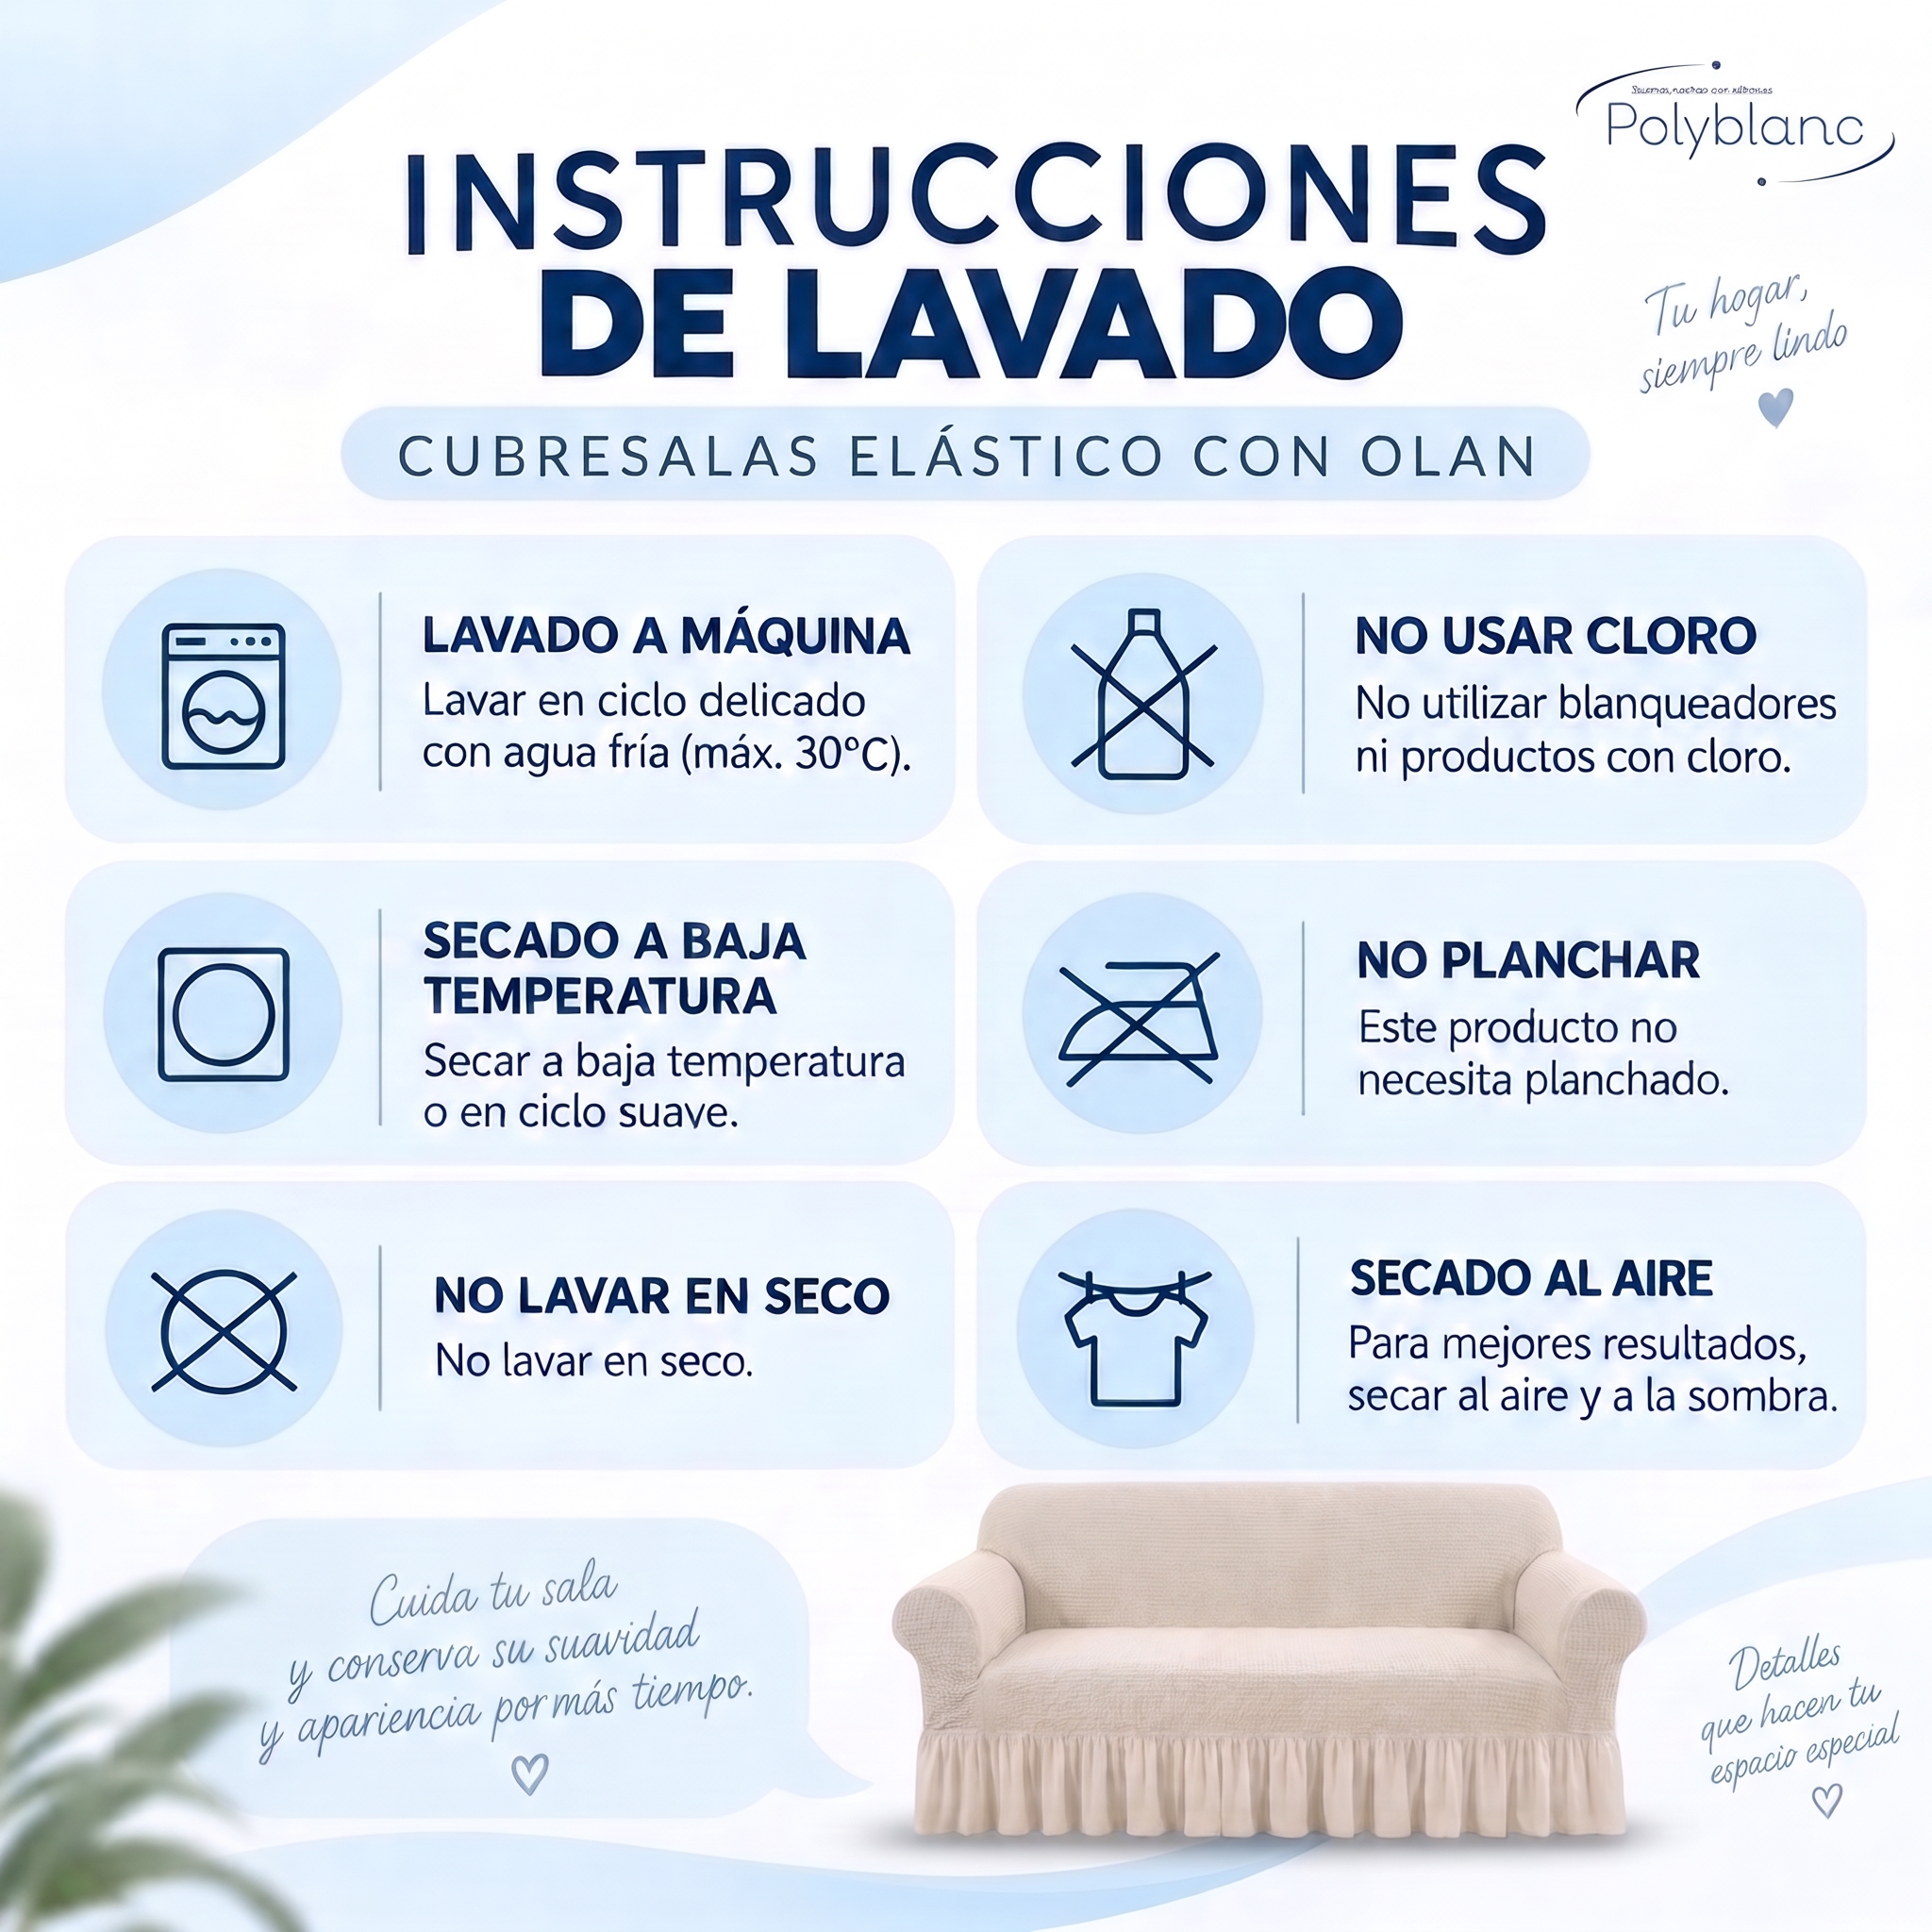 Polyblanc
INSTRUCCIONES
DE LAVADO
Tu hogar,
siempre lindo
CUBRESALAS ELÁSTICO CON OLAN
LAVADO A MÁQUINA
Lavar en ciclo delicado
con agua fría (máx. 30°C).
NO USAR CLORO
No utilizar blanqueadores
ni productos con cloro.
SECADO A BAJA
TEMPERATURA
Secar a baja temperatura
o en ciclo suave.
NO PLANCHAR
Este producto no
necesita planchado.
NO LAVAR EN SECO
No lavar en seco.
SECADO AL AIRE
Para mejores resultados,
secar al aire y a la sombra.
Cuida tu sala
y conserva su suavidad
y apariencia por más tiempo.
Detalles
que hacen tu
espacio especial